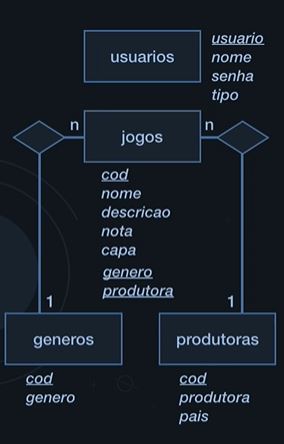 usuarios
usuario
nome
senha
tipo
n
jogos
n
cod
nome
descricao
nota
capa
genero
produtora
1
1
generos
produtoras
cod
genero
cod
produtora
pais